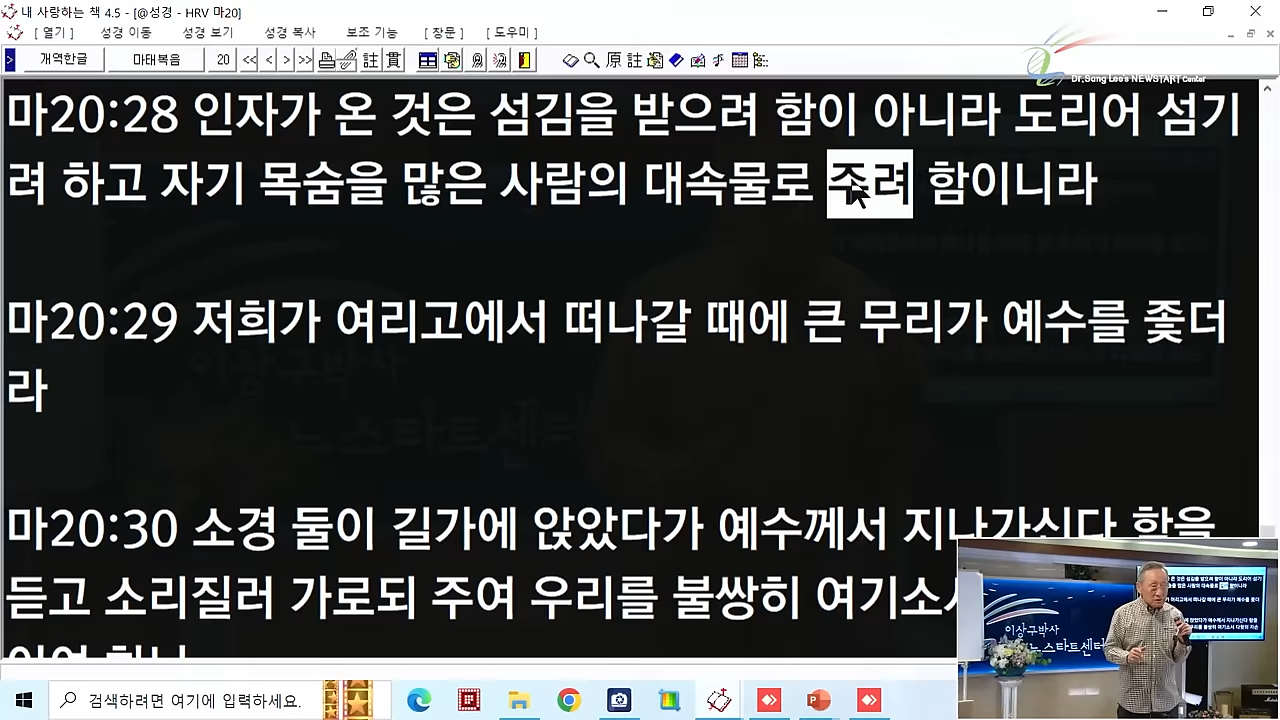 내 사랑하는 책 4.5 - [@성경 - HRV 마20]
[ 열기 ] 성경 이동 성경 보기 성경 복사 보조 기능 [ 창문 ] [ 도우미 ]
> 개역한글 마태복음 20 << < > >> 註 貫 原 註
Dr.Sang Lee's NEWSTART Center
마20:28 인자가 온 것은 섬김을 받으려 함이 아니라 도리어 섬기
려 하고 자기 목숨을 많은 사람의 대속물로 주려 함이니라
마20:29 저희가 여리고에서 떠나갈 때에 큰 무리가 예수를 좇더
라
마20:30 소경 둘이 길가에 앉았다가 예수께서 지나가신다 함을
듣고 소리질러 가로되 주여 우리를 불쌍히 여기소서
이상구박사
뉴스타트센터
검색하려면 여기에 입력하세요.